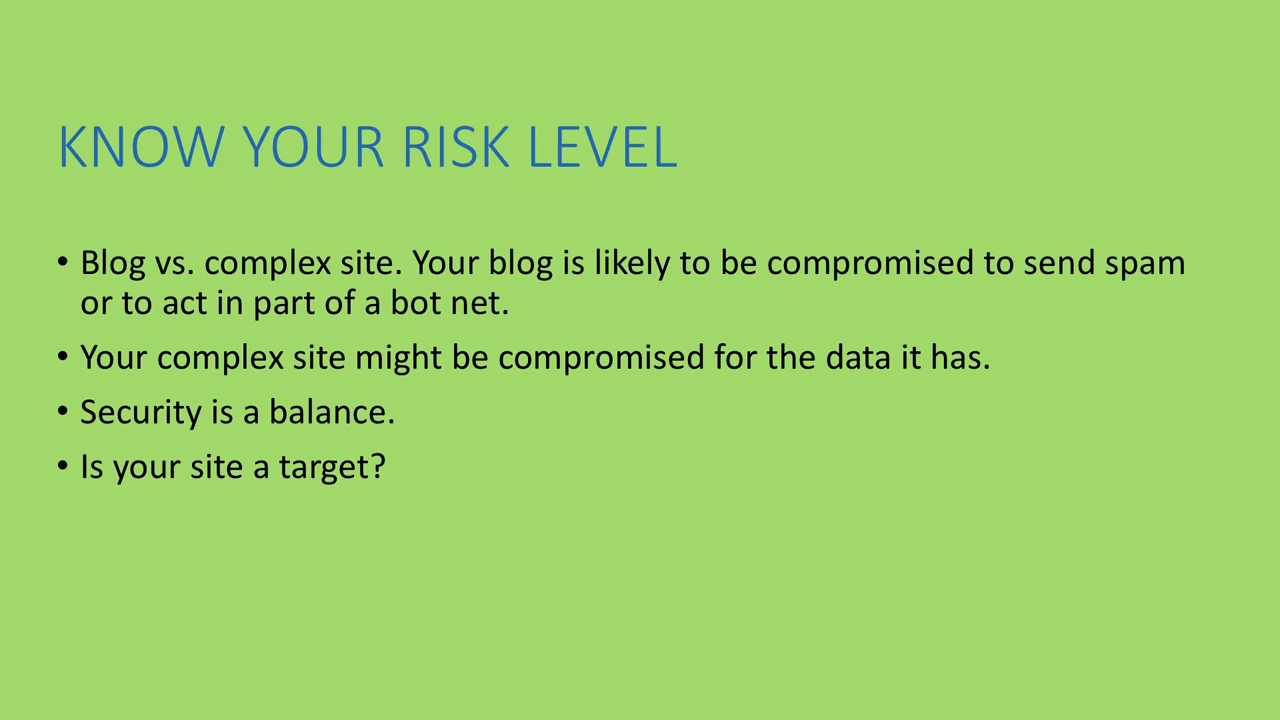 KNOW YOUR RISK LEVEL
• Blog vs. complex site. Your blog is likely to be compromised to send spam
or to act in part of a bot net.
• Your complex site might be compromised for the data it has.
• Security is a balance.
• Is your site a target?